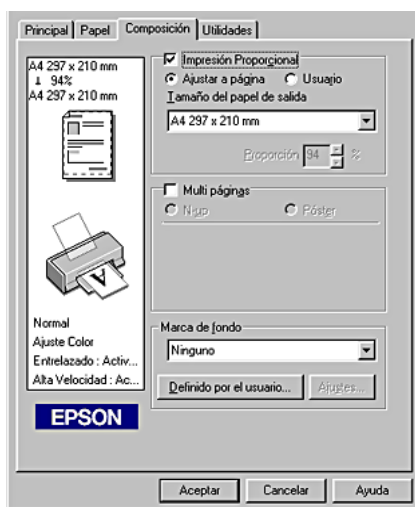 Principal Papel Composición Utilidades
A4 297 x 210 mm
94%
A4 297 x 210 mm
Normal
Ajuste Color
Entrelazado : Activ...
Alta Velocidad : Ac...
EPSON
Impresión Proporcional
Ajustar a página Usuario
Tamaño del papel de salida
A4 297 x 210 mm
Proporción 94 %
Multi páginas
N-up Póster
Marca de fondo
Ninguno
Definido por el usuario... Ajustes...
Aceptar Cancelar Ayuda